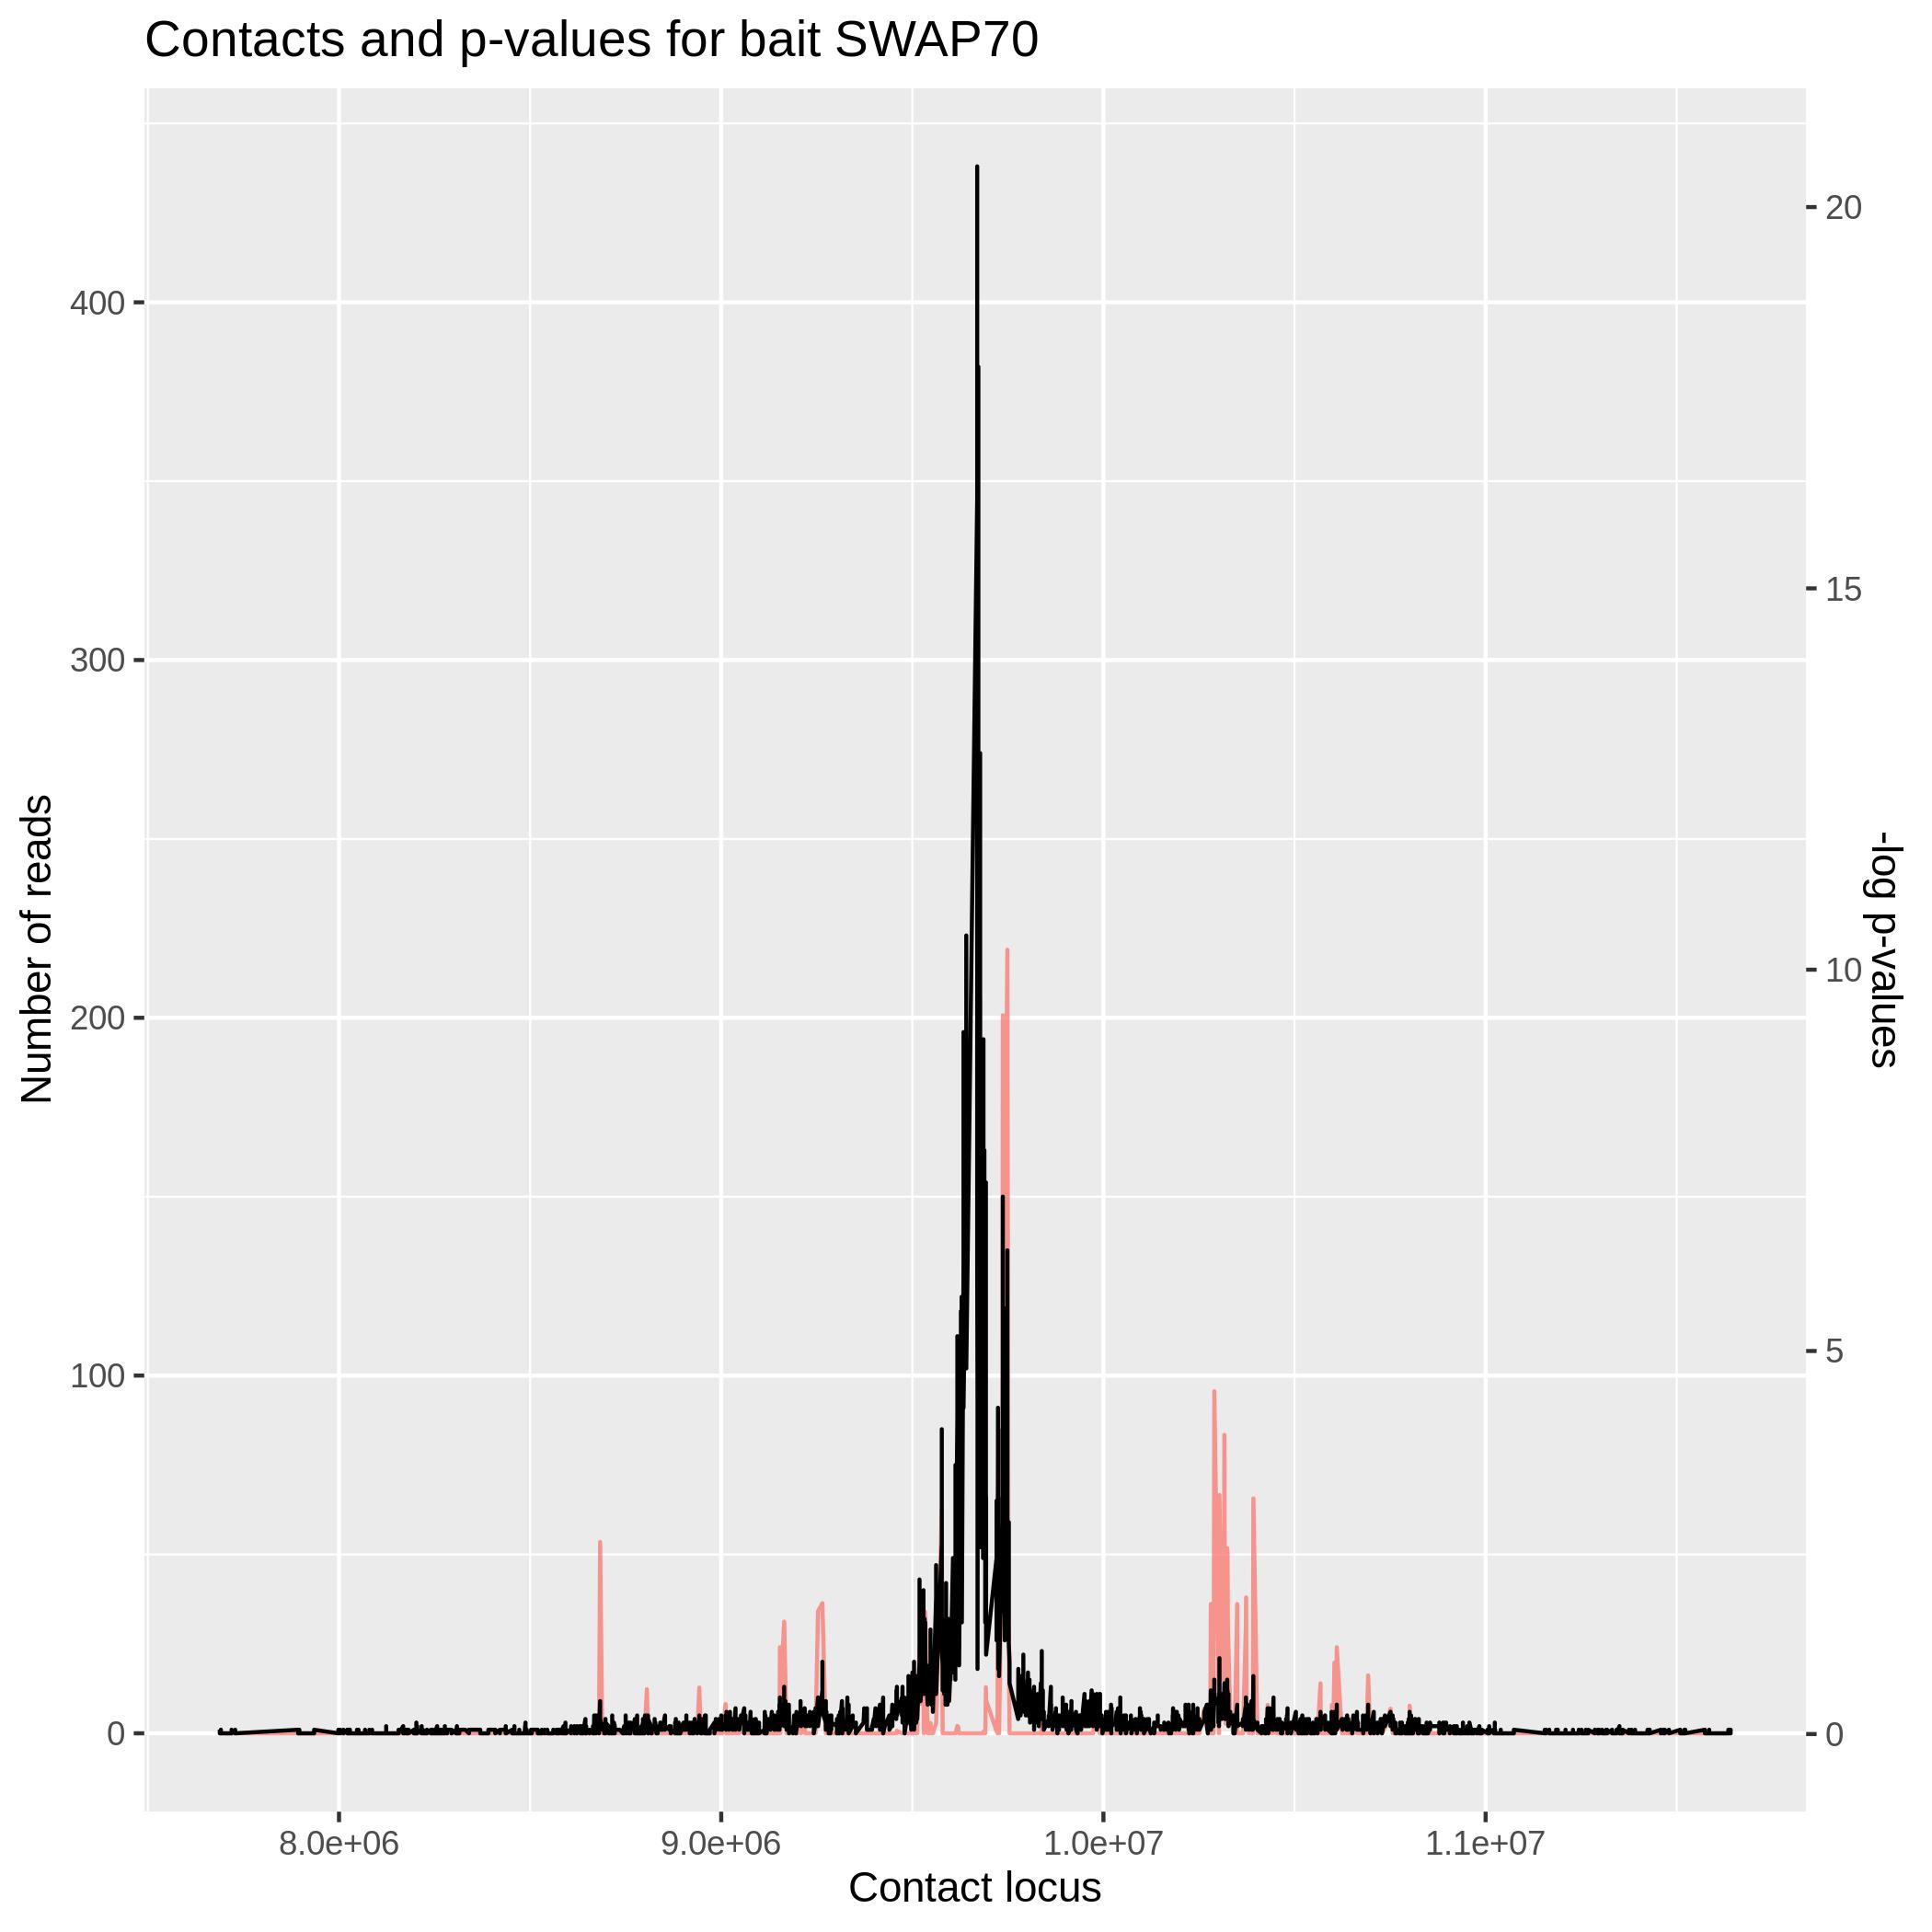 Contacts and p-values for bait SWAP70
Number of reads
400
300
200
100
0
20
15
10
5
0
-log p-values
8.0e+06
9.0e+06
1.0e+07
1.1e+07
Contact locus